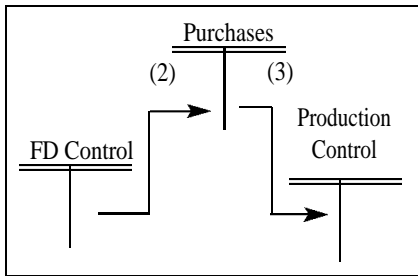 Purchases
(2)
(3)
Production
Control
FD Control